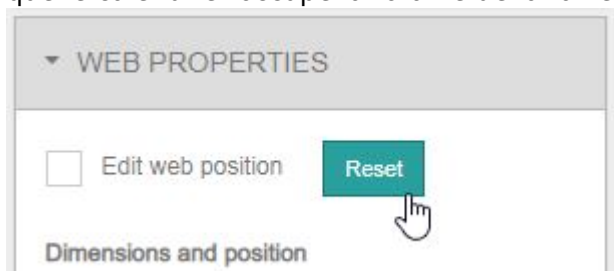 WEB PROPERTIES
Edit web position Reset
Dimensions and position